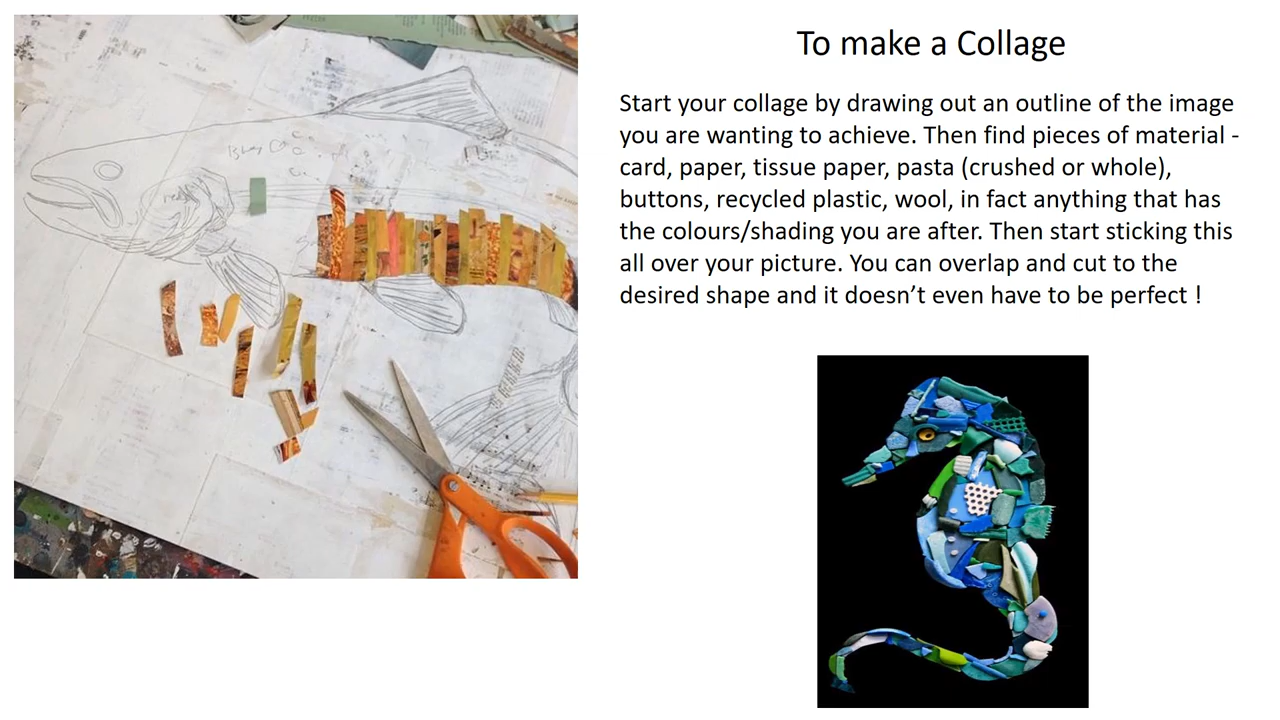 To make a Collage
Start your collage by drawing out an outline of the image
you are wanting to achieve. Then find pieces of material -
card, paper, tissue paper, pasta (crushed or whole),
buttons, recycled plastic, wool, in fact anything that has
the colours/shading you are after. Then start sticking this
all over your picture. You can overlap and cut to the
desired shape and it doesn’t even have to be perfect !